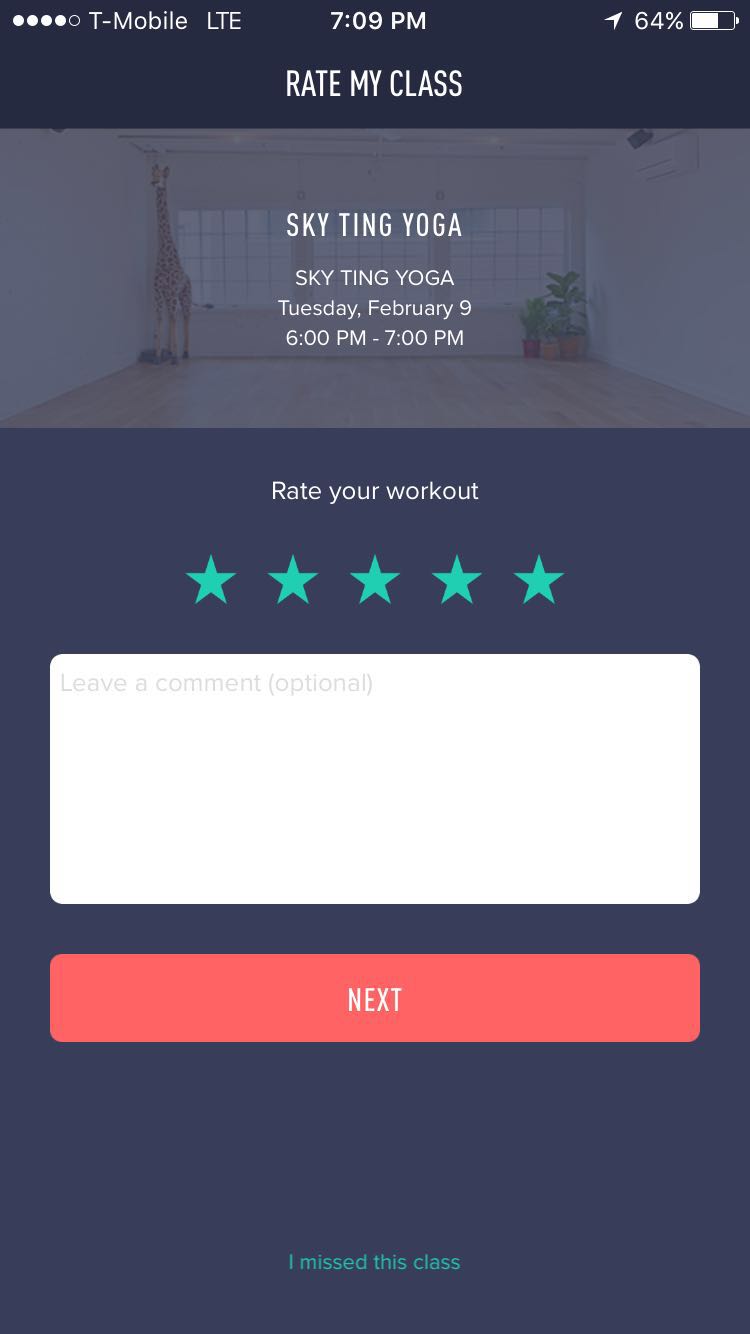 T-Mobile LTE 7:09 PM 64%
RATE MY CLASS
SKY TING YOGA
SKY TING YOGA
Tuesday, February 9
6:00 PM - 7:00 PM
Rate your workout
Leave a comment (optional)
NEXT
I missed this class